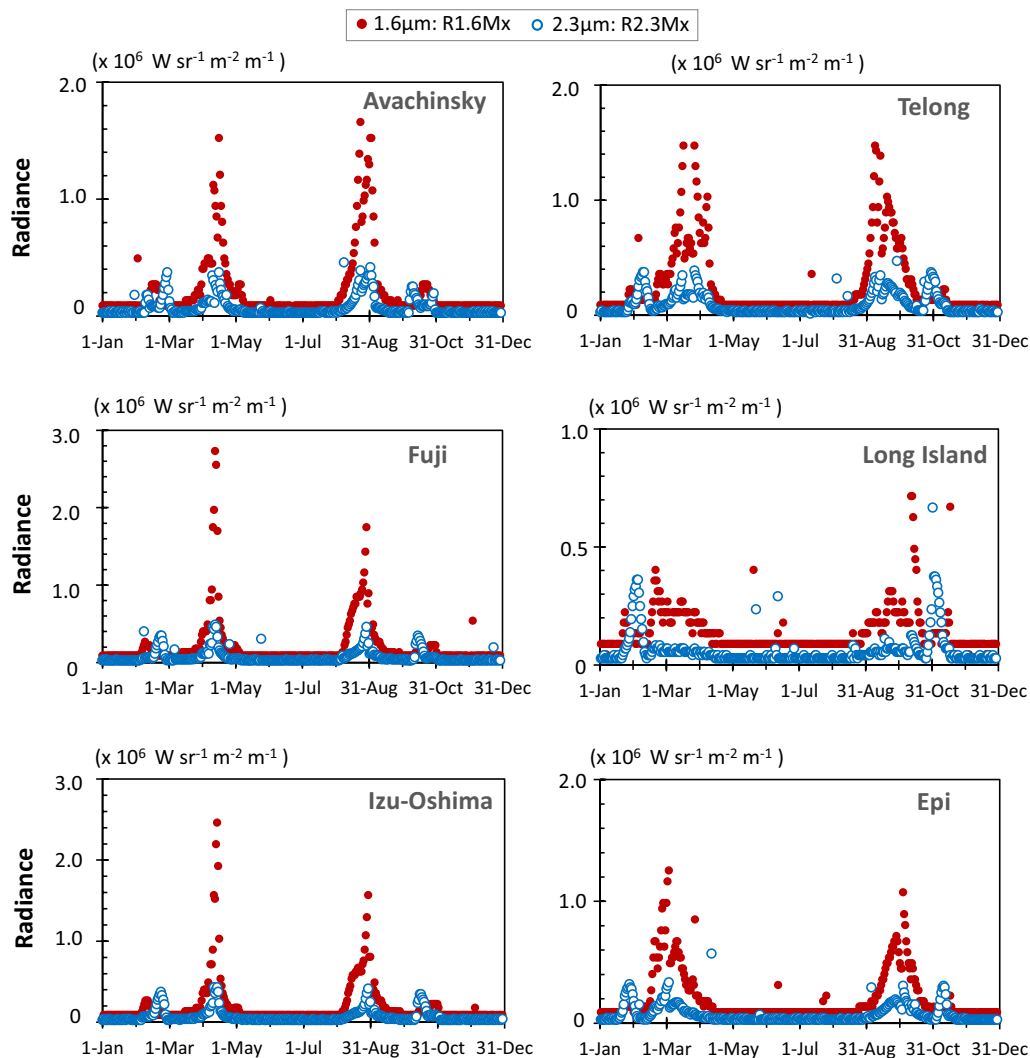 1.6μm: R1.6Mx 2.3μm: R2.3Mx
(x 10⁶ W sr⁻¹ m⁻² m⁻¹ )
Avachinsky
Radiance
2.0
1.0
0
1-Jan 1-Mar 1-May 1-Jul 31-Aug 31-Oct 31-Dec
(x 10⁶ W sr⁻¹ m⁻² m⁻¹ )
Telong
2.0
1.0
0
1-Jan 1-Mar 1-May 1-Jul 31-Aug 31-Oct 31-Dec
(x 10⁶ W sr⁻¹ m⁻² m⁻¹ )
Fuji
Radiance
3.0
2.0
1.0
0
1-Jan 1-Mar 1-May 1-Jul 31-Aug 31-Oct 31-Dec
(x 10⁶ W sr⁻¹ m⁻² m⁻¹ )
Long Island
1.0
0.5
0
1-Jan 1-Mar 1-May 1-Jul 31-Aug 31-Oct 31-Dec
(x 10⁶ W sr⁻¹ m⁻² m⁻¹ )
Izu-Oshima
Radiance
3.0
2.0
1.0
0
1-Jan 1-Mar 1-May 1-Jul 31-Aug 31-Oct 31-Dec
(x 10⁶ W sr⁻¹ m⁻² m⁻¹ )
Epi
2.0
1.0
0
1-Jan 1-Mar 1-May 1-Jul 31-Aug 31-Oct 31-Dec